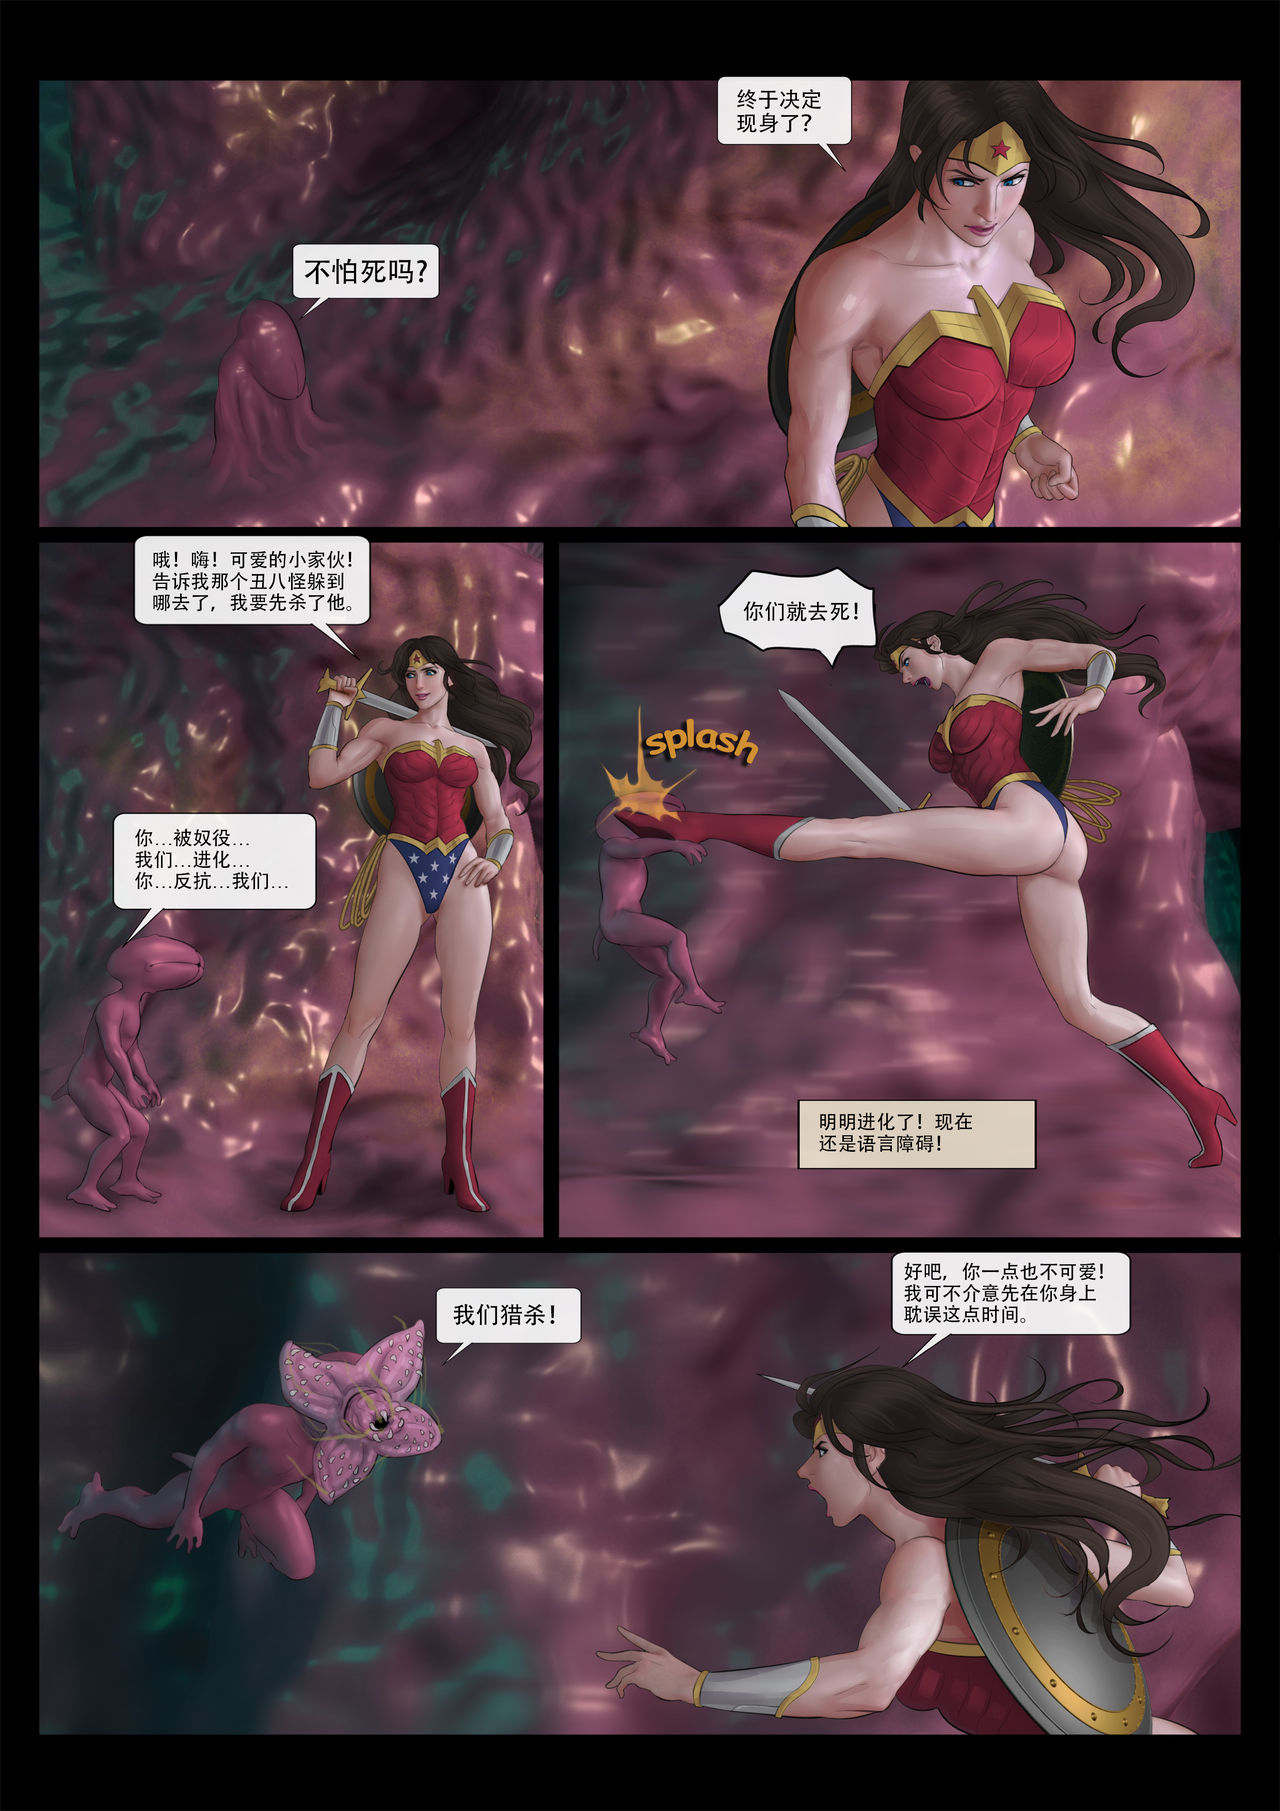 终于决定
现身了？
不怕死吗？
哦！嗨！可爱的小家伙！
告诉我那个丑八怪躲到
哪去了，我要先杀了他。
你…被奴役…
我们…进化…
你…反抗…我们…
你们就去死！
splash
明明进化了！现在
还是语言障碍！
我们猎杀！
好吧，你一点也不可爱！
我可不介意先在你身上
耽误这点时间。